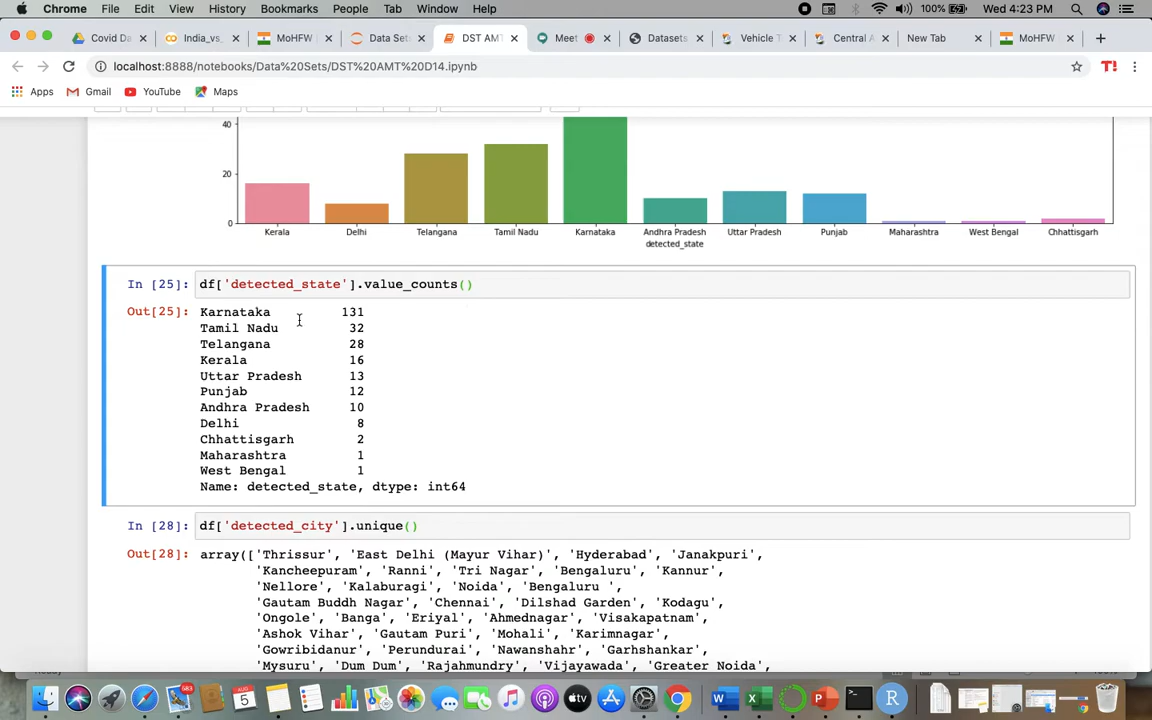 Chrome File Edit View History Bookmarks People Tab Window Help 100% Wed 4:23 PM
Covid Da India_vs_ MoHFW Data Set DST AMT Meet Datasets Vehicle T Central A New Tab MoHFW
localhost:8888/notebooks/Data%20Sets/DST%20AMT%20D14.ipynb T!
Apps Gmail YouTube Maps
40
20
0
Kerala Delhi Telangana Tamil Nadu Karnataka Andhra Pradesh Uttar Pradesh Punjab Maharashtra West Bengal Chhattisgarh
detected_state
In [25]: df['detected_state'].value_counts()
Out[25]: Karnataka 131
Tamil Nadu 32
Telangana 28
Kerala 16
Uttar Pradesh 13
Punjab 12
Andhra Pradesh 10
Delhi 8
Chhattisgarh 2
Maharashtra 1
West Bengal 1
Name: detected_state, dtype: int64
In [28]: df['detected_city'].unique()
Out[28]: array(['Thrissur', 'East Delhi (Mayur Vihar)', 'Hyderabad', 'Janakpuri',
'Kancheepuram', 'Ranni', 'Tri Nagar', 'Bengaluru', 'Kannur',
'Nellore', 'Kalaburagi', 'Noida', 'Bengaluru ',
'Gautam Buddh Nagar', 'Chennai', 'Dilshad Garden', 'Kodagu',
'Ongole', 'Banga', 'Eriyal', 'Ahmednagar', 'Visakapatnam',
'Ashok Vihar', 'Gautam Puri', 'Mohali', 'Karimnagar',
'Gowribidanur', 'Perundurai', 'Nawanshahr', 'Garhshankar',
'Mysuru', 'Dum Dum', 'Rajahmundry', 'Vijayawada', 'Greater Noida',
583
5
tv
W X P R